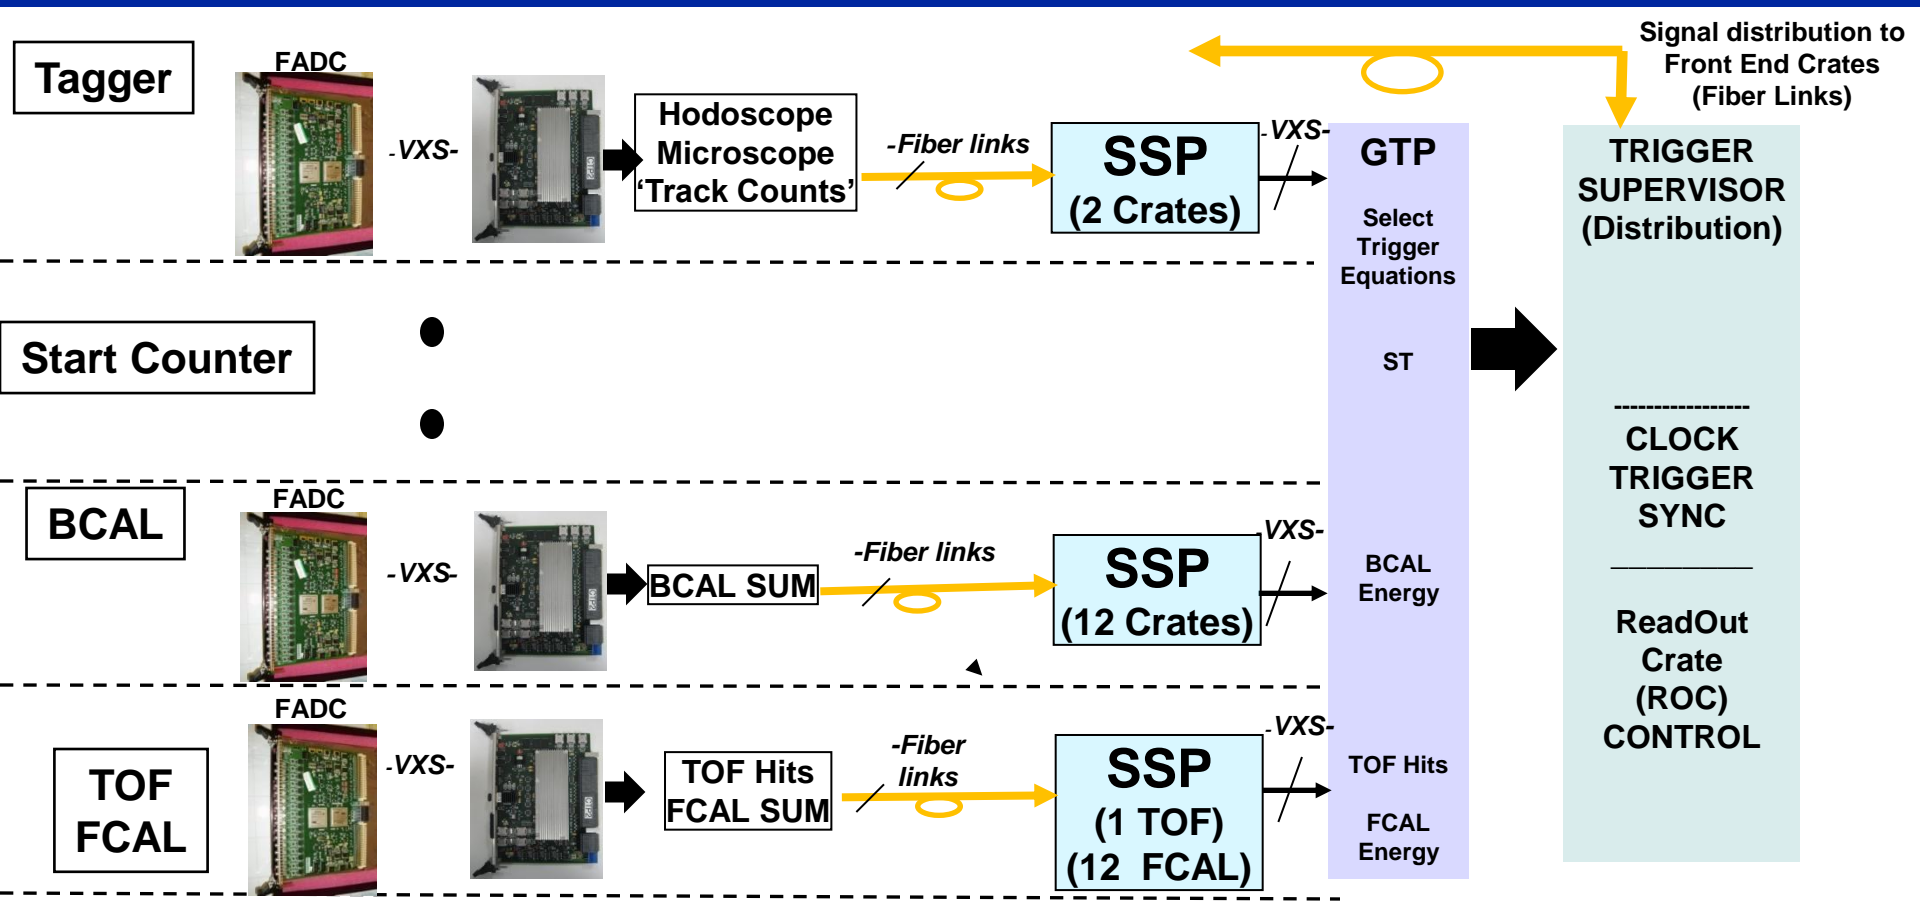 Signal distribution to
Front End Crates
(Fiber Links)
Tagger
FADC
-VXS-
Hodoscope
Microscope
‘Track Counts’
-Fiber links
SSP
(2 Crates)
-VXS-
GTP
Select
Trigger
Equations
TRIGGER
SUPERVISOR
(Distribution)
Start Counter
ST
-----------------
CLOCK
TRIGGER
SYNC
BCAL
FADC
-VXS-
BCAL SUM
-Fiber links
SSP
(12 Crates)
-VXS-
BCAL
Energy
ReadOut
Crate
(ROC)
CONTROL
TOF
FCAL
FADC
-VXS-
TOF Hits
FCAL SUM
-Fiber
links
SSP
(1 TOF)
(12 FCAL)
-VXS-
TOF Hits
FCAL
Energy